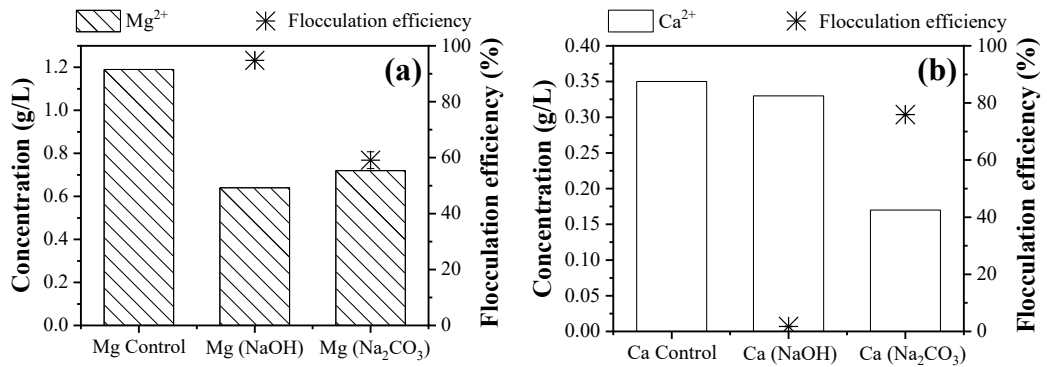 Mg²⁺ Flocculation efficiency
(a)
Concentration (g/L)
1.2
1.0
0.8
0.6
0.4
0.2
0.0
Mg Control Mg (NaOH) Mg (Na₂CO₃)
100
80
60
40
20
0
Flocculation efficiency (%)
Ca²⁺ Flocculation efficiency
(b)
Concentration (g/L)
0.40
0.35
0.30
0.25
0.20
0.15
0.10
0.05
0.00
Ca Control Ca (NaOH) Ca (Na₂CO₃)
100
80
60
40
20
0
Flocculation efficiency (%)